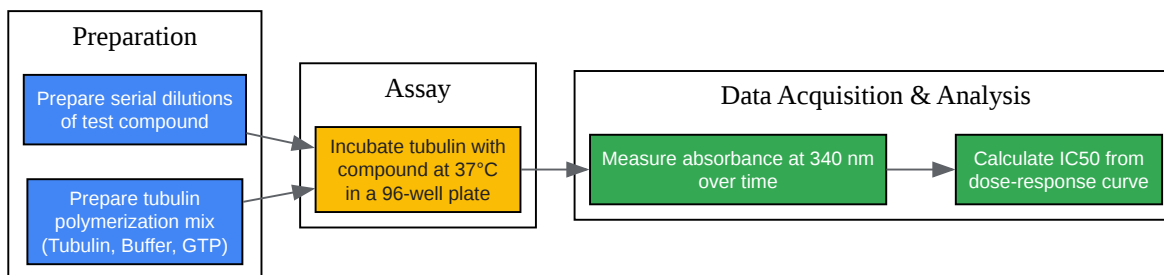 Preparation
Prepare serial dilutions
of test compound
Prepare tubulin
polymerization mix
(Tubulin, Buffer, GTP)
Assay
Incubate tubulin with
compound at 37°C
in a 96-well plate
Data Acquisition & Analysis
Measure absorbance at 340 nm
over time
Calculate IC50 from
dose-response curve